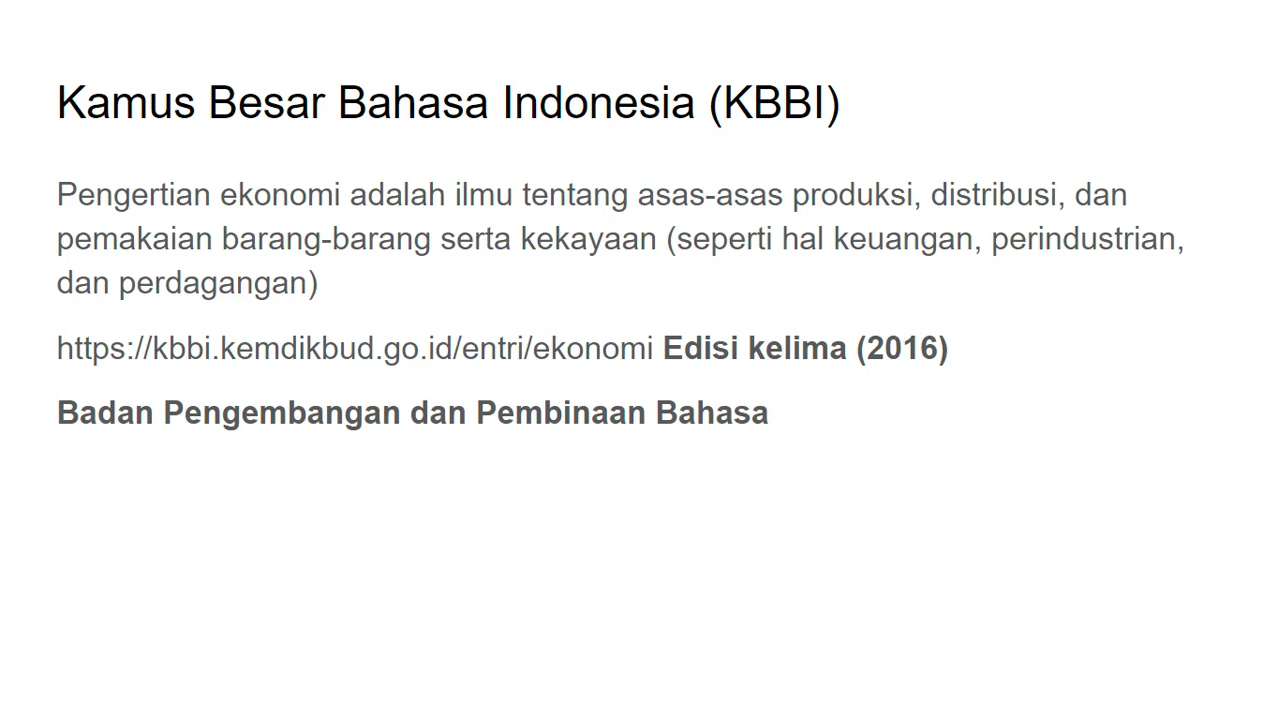 Kamus Besar Bahasa Indonesia (KBBI)
Pengertian ekonomi adalah ilmu tentang asas-asas produksi, distribusi, dan
pemakaian barang-barang serta kekayaan (seperti hal keuangan, perindustrian,
dan perdagangan)
https://kbbi.kemdikbud.go.id/entri/ekonomi Edisi kelima (2016)
Badan Pengembangan dan Pembinaan Bahasa